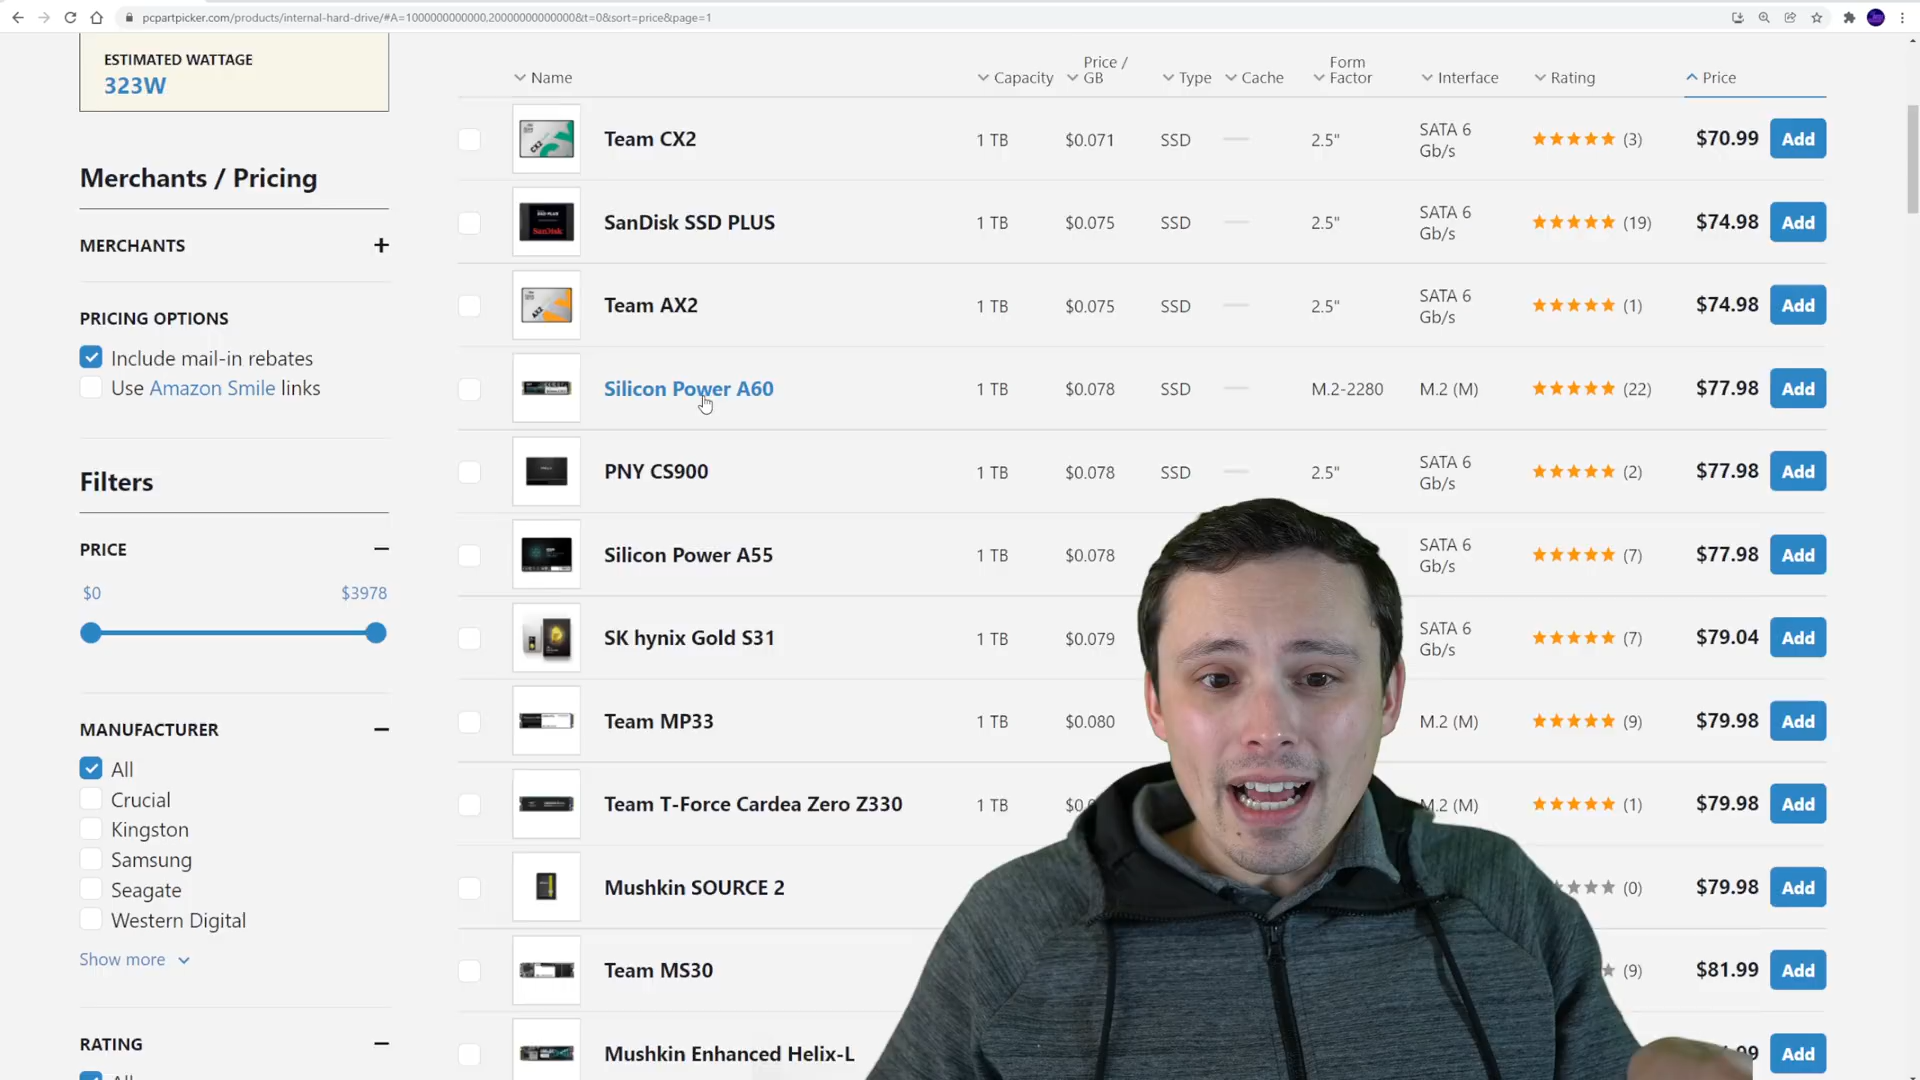 pcpartpicker.com/products/internal-hard-drive/#A=1000000000000,20000000000000&t=0&sort=price&page=1
ESTIMATED WATTAGE
323W
Merchants / Pricing
MERCHANTS
PRICING OPTIONS
Include mail-in rebates
Use Amazon Smile links
Filters
PRICE
$0 $3978
MANUFACTURER
All
Crucial
Kingston
Samsung
Seagate
Western Digital
Show more
RATING
Name Capacity Price / GB Type Cache Form Factor Interface Rating Price
Team CX2 1 TB $0.071 SSD 2.5" SATA 6 Gb/s (3) $70.99 Add
SanDisk SSD PLUS 1 TB $0.075 SSD 2.5" SATA 6 Gb/s (19) $74.98 Add
Team AX2 1 TB $0.075 SSD 2.5" SATA 6 Gb/s (1) $74.98 Add
Silicon Power A60 1 TB $0.078 SSD M.2-2280 M.2 (M) (22) $77.98 Add
PNY CS900 1 TB $0.078 SSD 2.5" SATA 6 Gb/s (2) $77.98 Add
Silicon Power A55 1 TB $0.078 SATA 6 Gb/s (7) $77.98 Add
SK hynix Gold S31 1 TB $0.079 SATA 6 Gb/s (7) $79.04 Add
Team MP33 1 TB $0.080 M.2 (M) (9) $79.98 Add
Team T-Force Cardea Zero Z330 1 TB M.2 (M) (1) $79.98 Add
Mushkin SOURCE 2 (0) $79.98 Add
Team MS30 (9) $81.99 Add
Mushkin Enhanced Helix-L Add